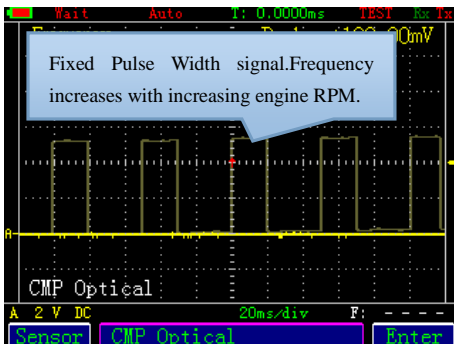 Wait Auto T: 0.0000ms TEST Rx Tx
00mV
Fixed Pulse Width signal.Frequency
increases with increasing engine RPM.
A-
CMP Optical
A 2 V DC 20ms/div F: - - - -
Sensor CMP Optical Enter